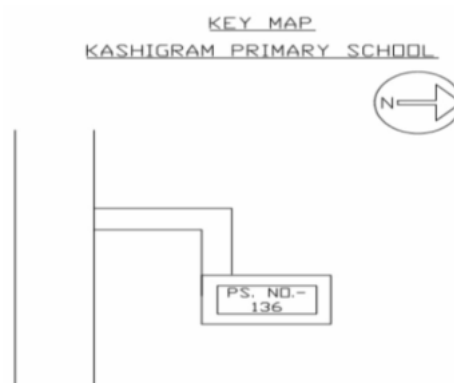 KEY MAP
KASHIGRAM PRIMARY SCHOOL
N
PS. NO.-
136